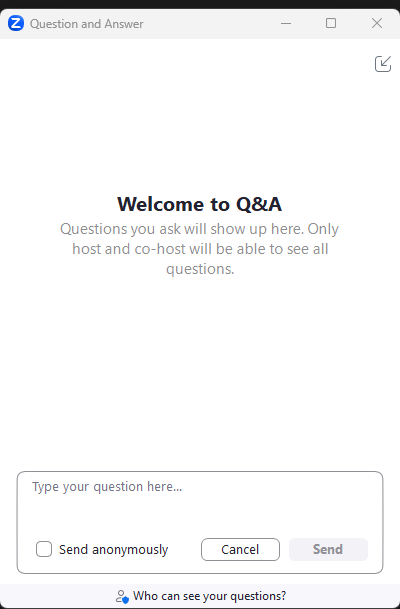 Question and Answer
Welcome to Q&A
Questions you ask will show up here. Only
host and co-host will be able to see all
questions.
Type your question here...
Send anonymously
Cancel
Send
Who can see your questions?